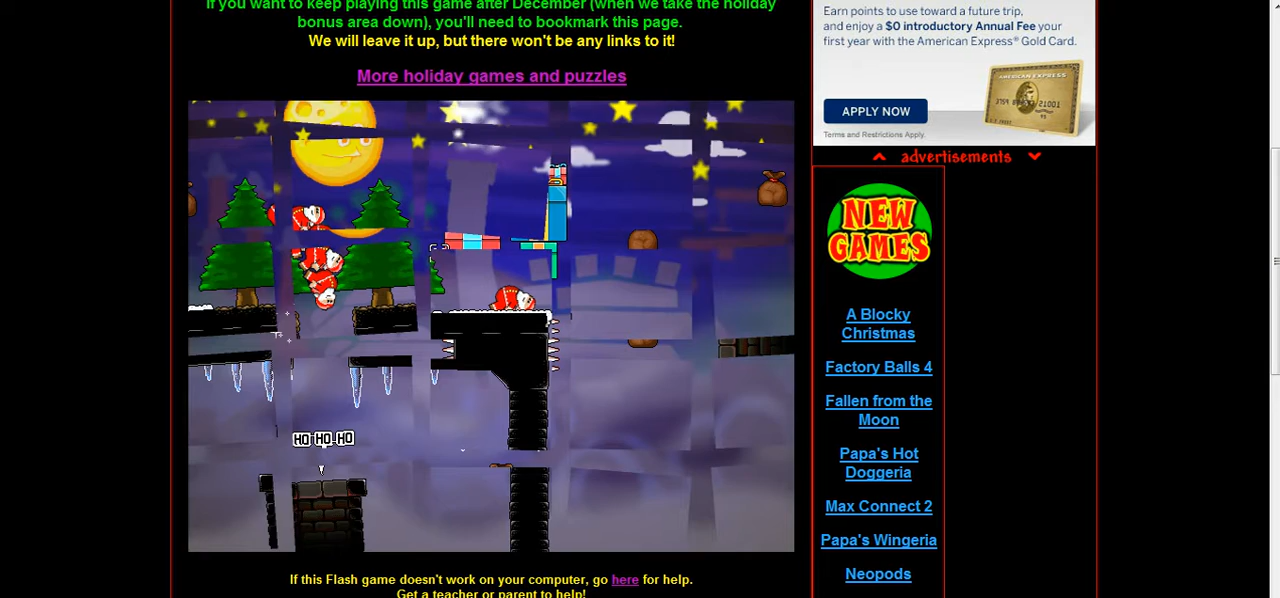 If you want to keep playing this game after December (when we take the holiday
bonus area down), you'll need to bookmark this page.
We will leave it up, but there won't be any links to it!
More holiday games and puzzles
HO HO HO
If this Flash game doesn't work on your computer, go here for help.
Get a teacher or parent to help!
Earn points to use toward a future trip,
and enjoy a $0 introductory Annual Fee your
first year with the American Express® Gold Card.
AMERICAN EXPRESS
3759 21001
APPLY NOW
Terms and Restrictions Apply.
advertisements
NEW
GAMES
A Blocky
Christmas
Factory Balls 4
Fallen from the
Moon
Papa's Hot
Doggeria
Max Connect 2
Papa's Wingeria
Neopods